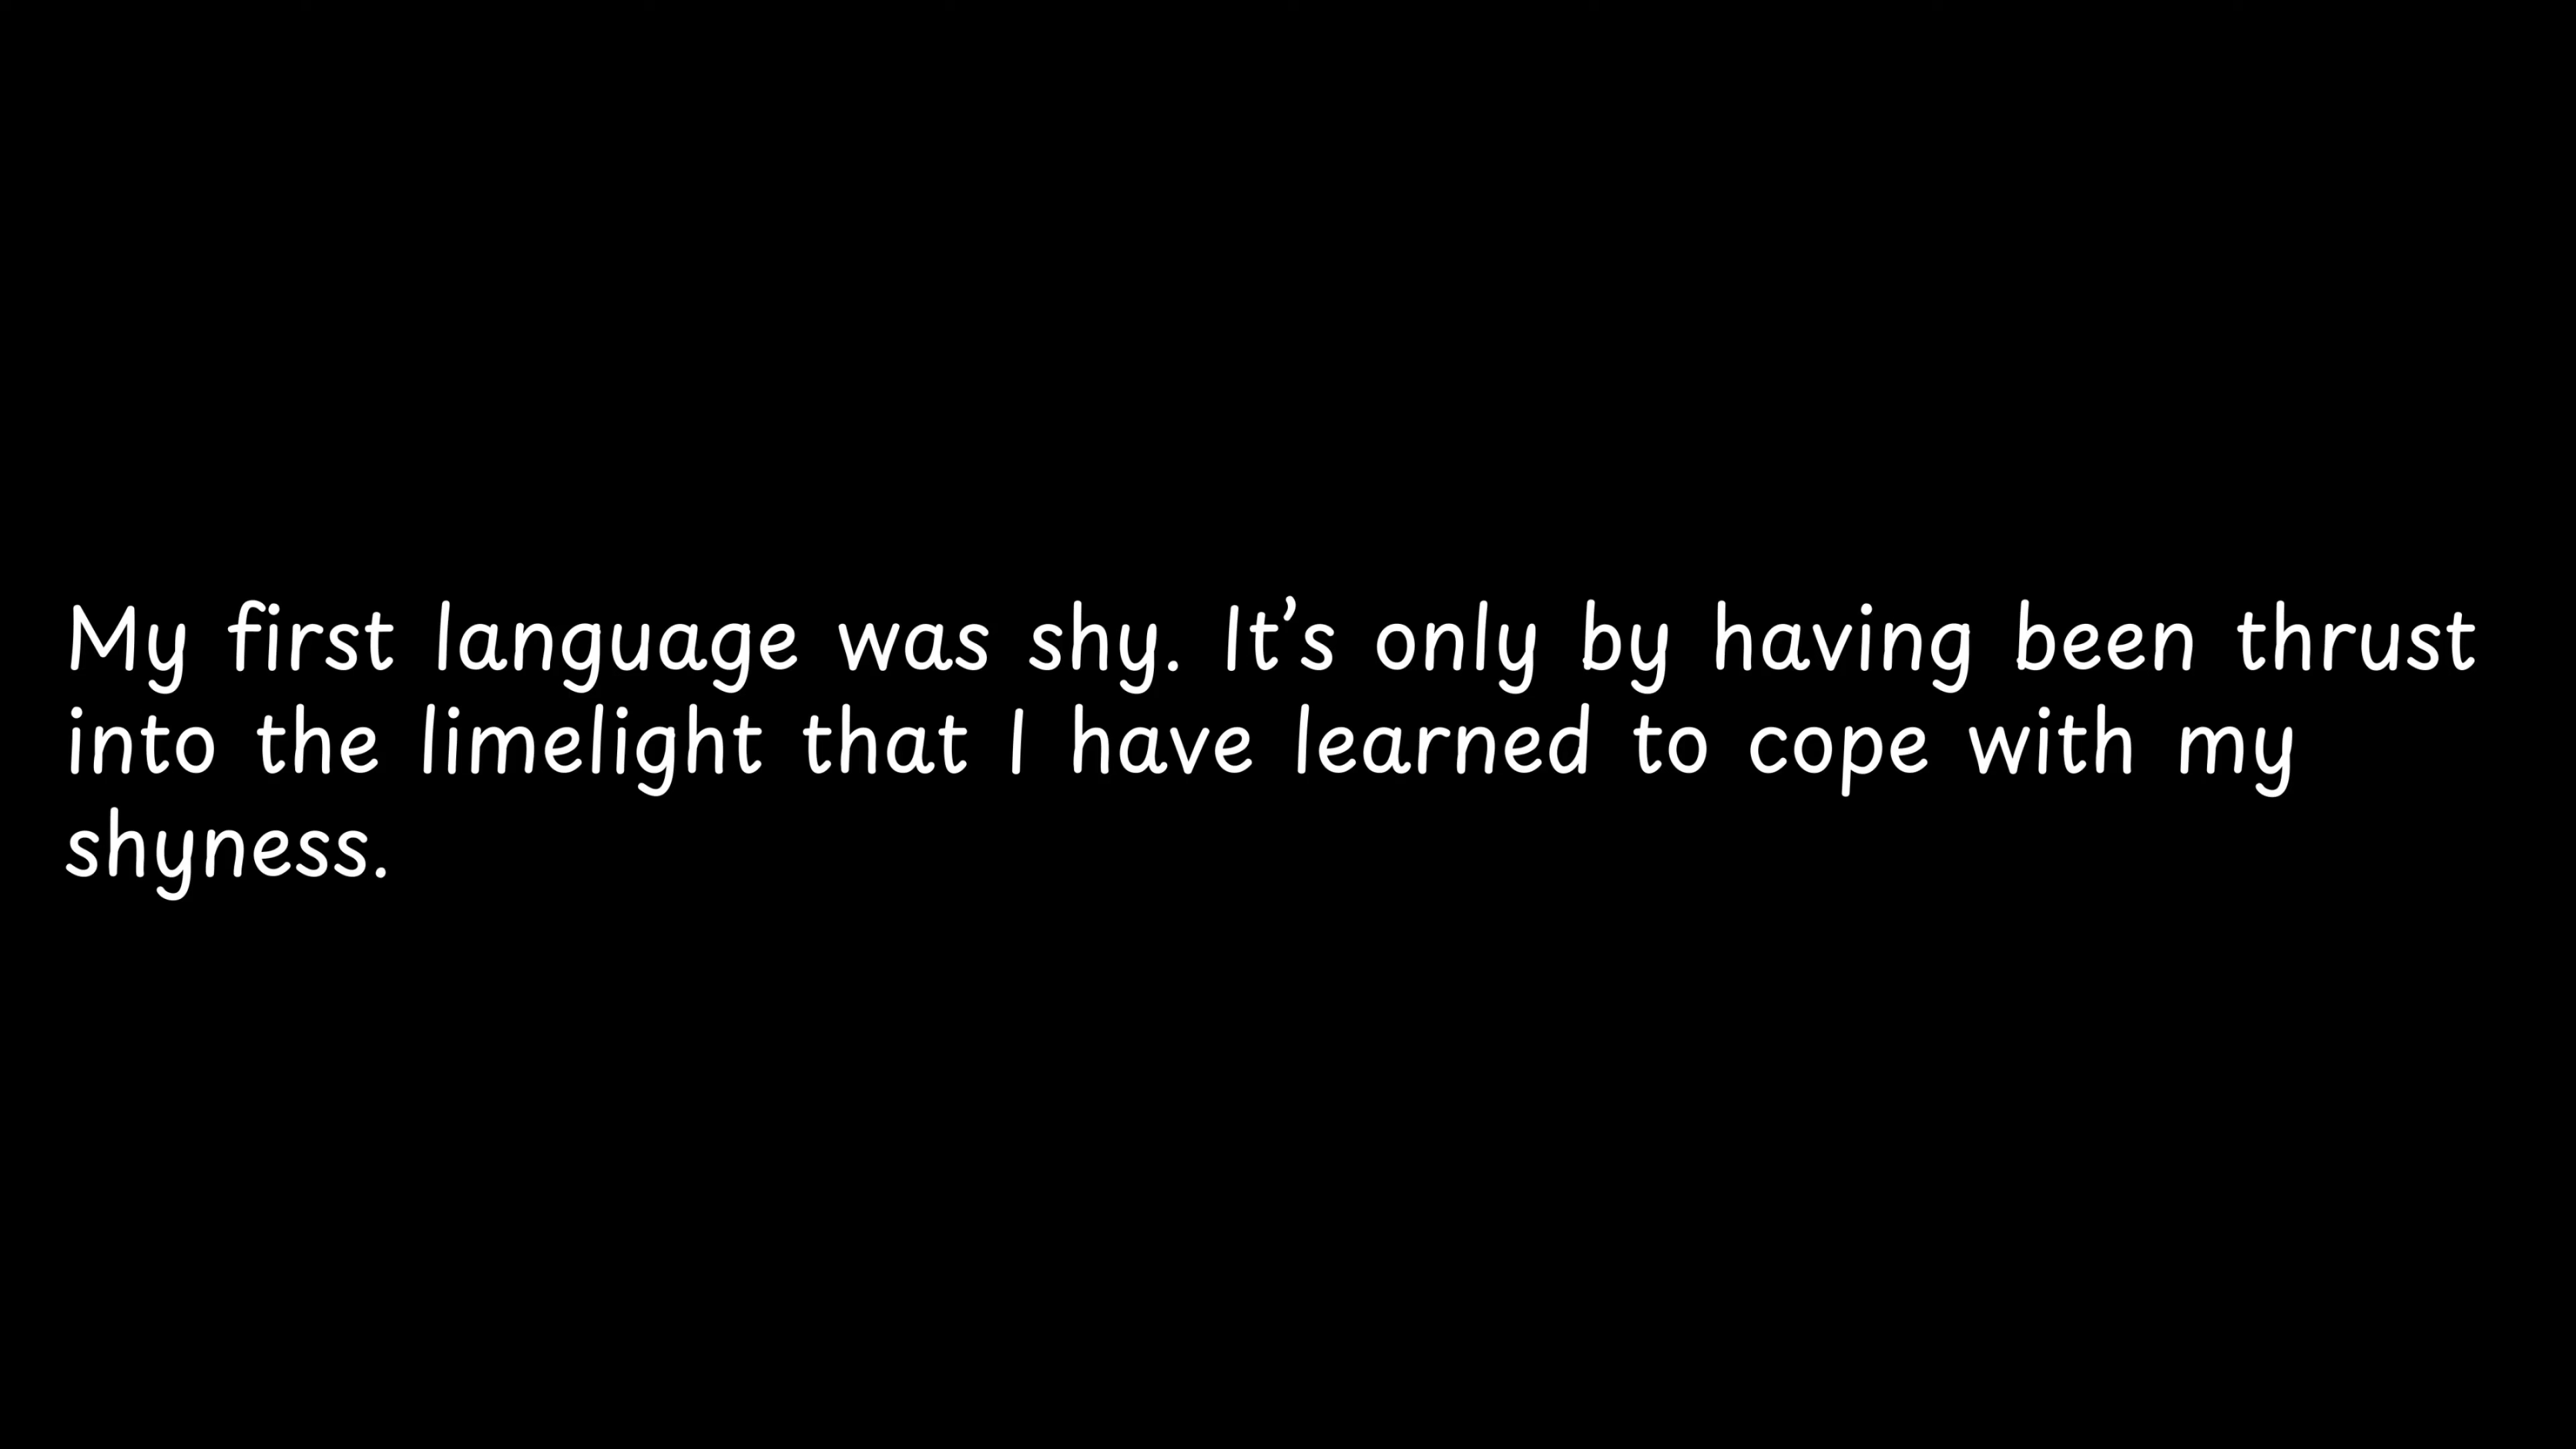 My first language was shy. It’s only by having been thrust
into the limelight that I have learned to cope with my
shyness.